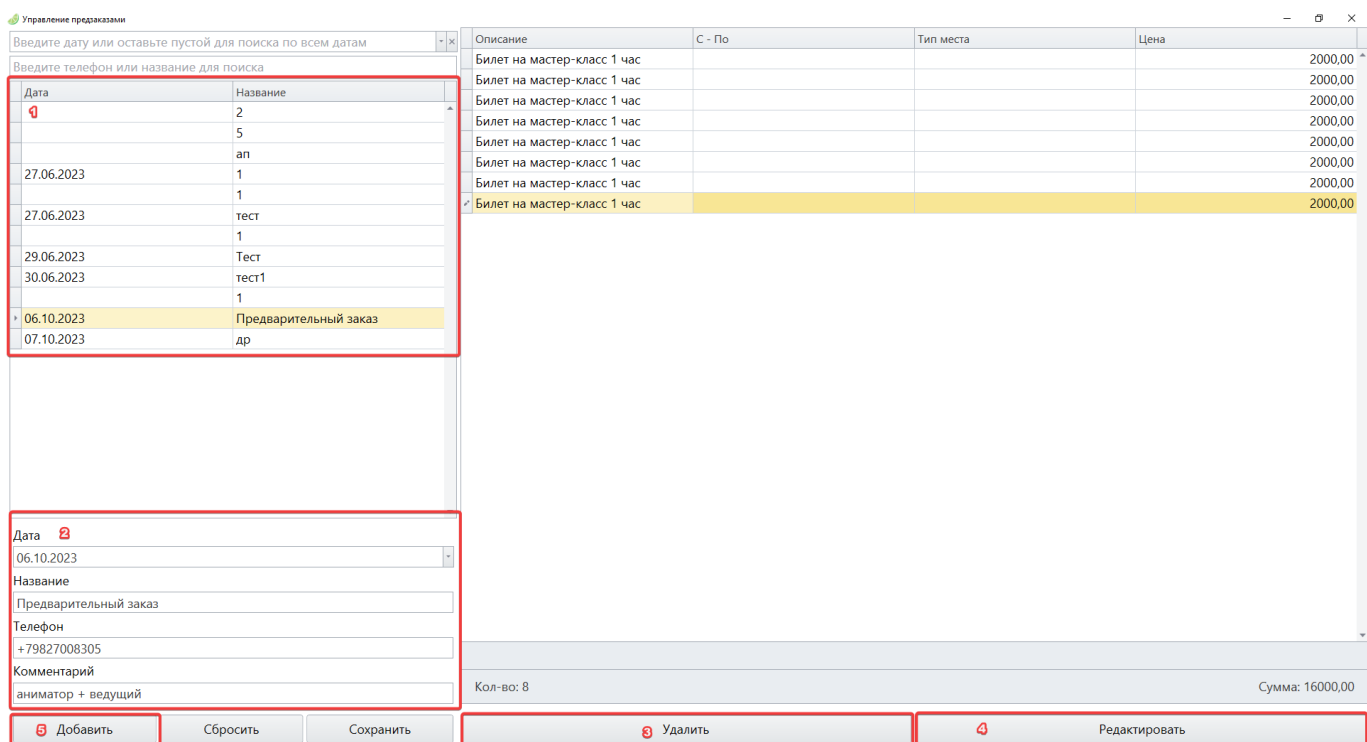 Управление предзаказами
Введите дату или оставьте пустой для поиска по всем датам
Введите телефон или название для поиска
Дата Название
1 2
5
ап
27.06.2023 1
1
27.06.2023 тест
1
29.06.2023 Тест
30.06.2023 тест1
1
06.10.2023 Предварительный заказ
07.10.2023 др
Дата 2
06.10.2023
Название
Предварительный заказ
Телефон
+79827008305
Комментарий
аниматор + ведущий
5 Добавить Сбросить Сохранить
Описание С - По Тип места Цена
Билет на мастер-класс 1 час 2000,00
Билет на мастер-класс 1 час 2000,00
Билет на мастер-класс 1 час 2000,00
Билет на мастер-класс 1 час 2000,00
Билет на мастер-класс 1 час 2000,00
Билет на мастер-класс 1 час 2000,00
Билет на мастер-класс 1 час 2000,00
Билет на мастер-класс 1 час 2000,00
Кол-во: 8 Сумма: 16000,00
3 Удалить 4 Редактировать